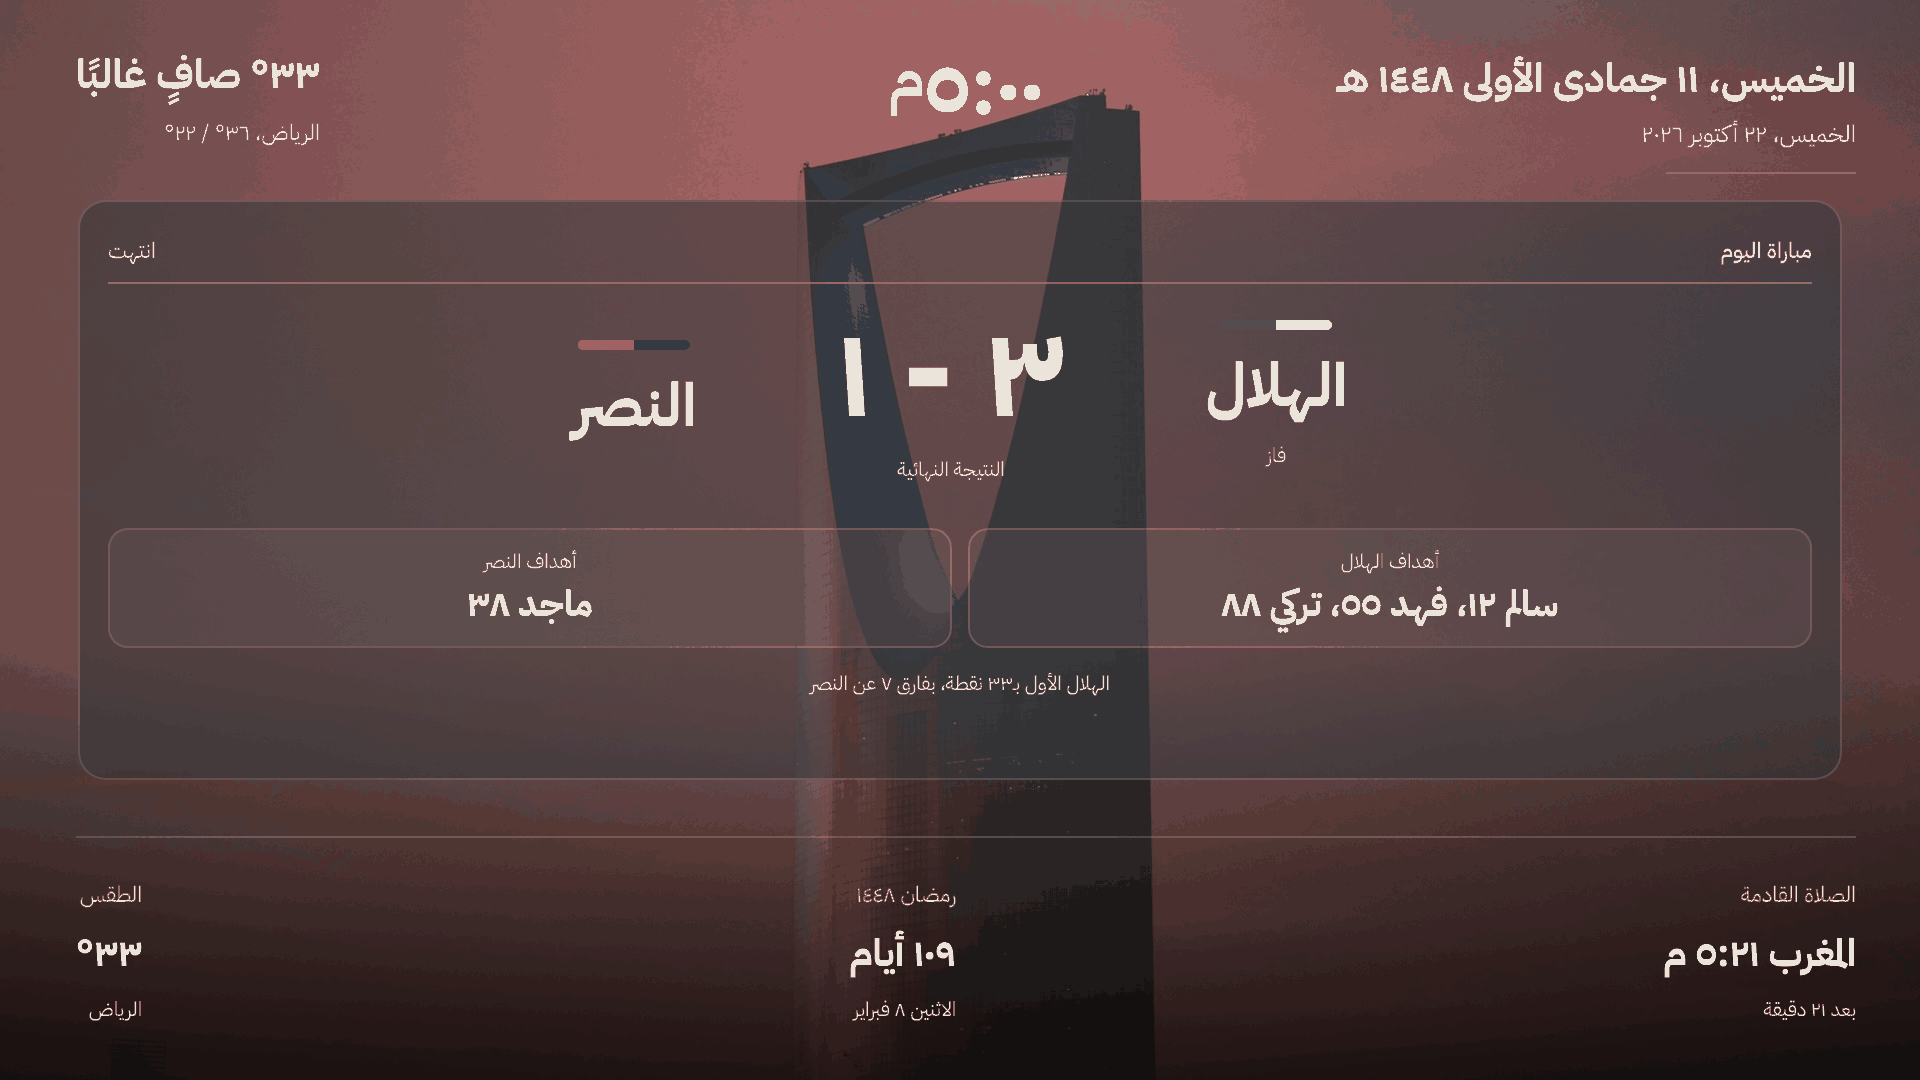 الخميس، ١١ جمادى الأولى ١٤٤٨ هـ
الخميس، ٢٢ أكتوبر ٢٠٢٦
٥:٠٠م
٣٣° صافٍ غالبًا
الرياض، ٣٦° / ٢٢°
مباراة اليوم
انتهت
الهلال
فاز
٣ - ١
النتيجة النهائية
النصر
أهداف الهلال
سالم ١٢، فهد ٥٥، تركي ٨٨
أهداف النصر
ماجد ٣٨
الهلال الأول بـ٣٣ نقطة، بفارق ٧ عن النصر
الصلاة القادمة
المغرب ٥:٢١ م
بعد ٢١ دقيقة
رمضان ١٤٤٨
١٠٩ أيام
الاثنين ٨ فبراير
الطقس
٣٣°
الرياض